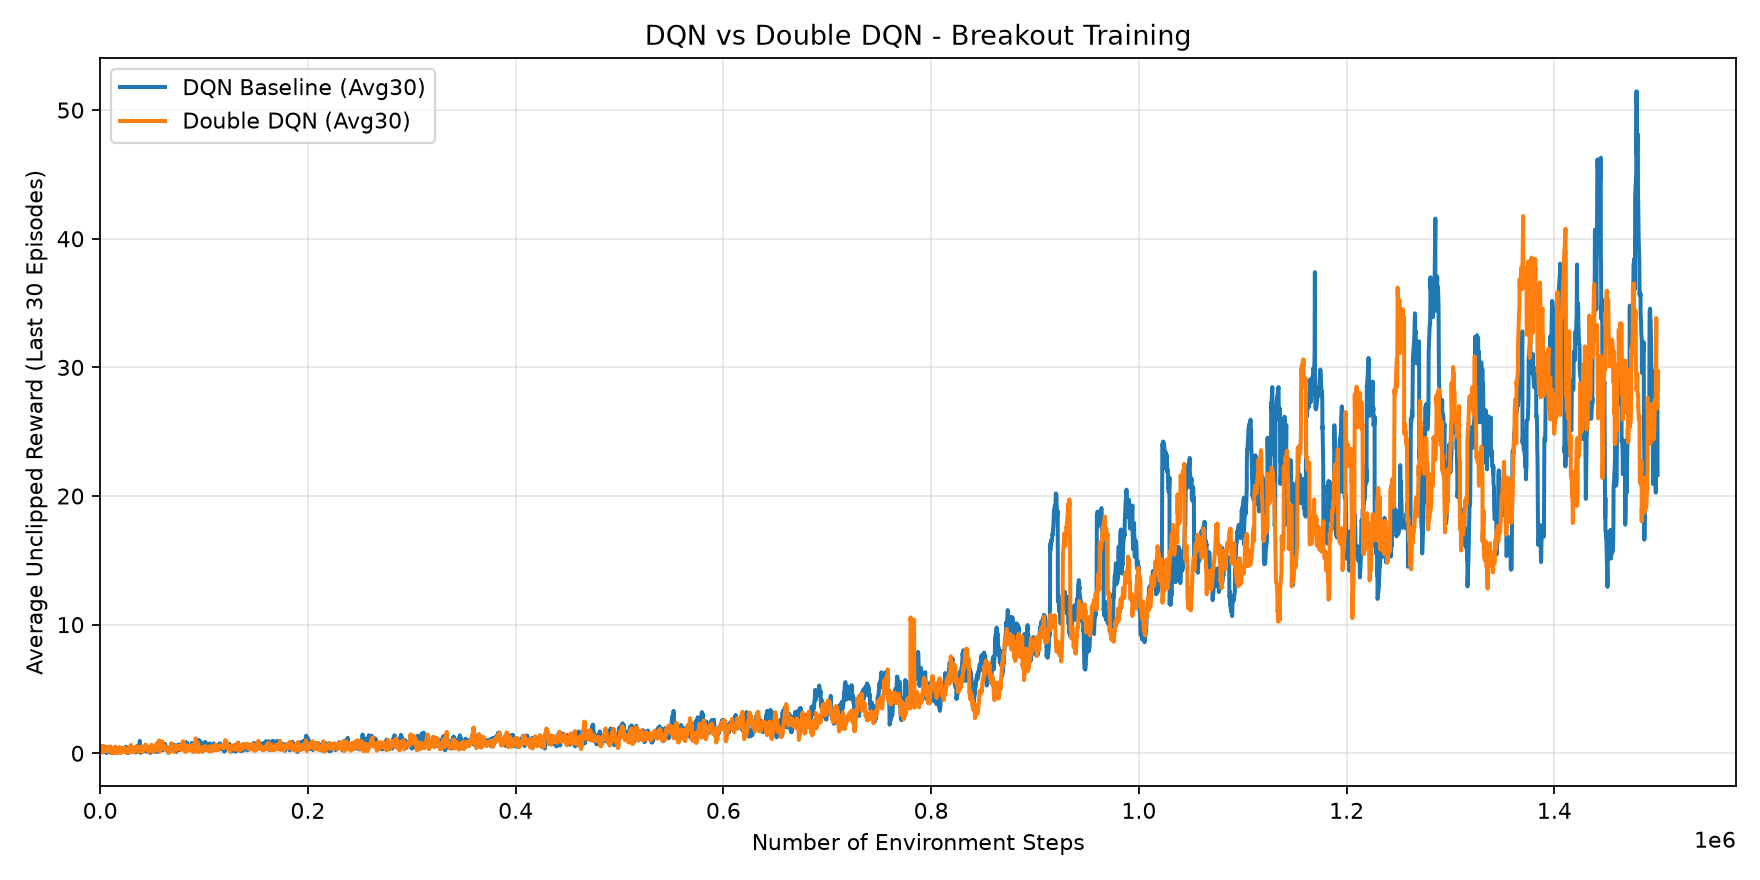 DQN vs Double DQN - Breakout Training
DQN Baseline (Avg30)
Double DQN (Avg30)
Average Unclipped Reward (Last 30 Episodes)
50
40
30
20
10
0
0.0 0.2 0.4 0.6 0.8 1.0 1.2 1.4
1e6
Number of Environment Steps